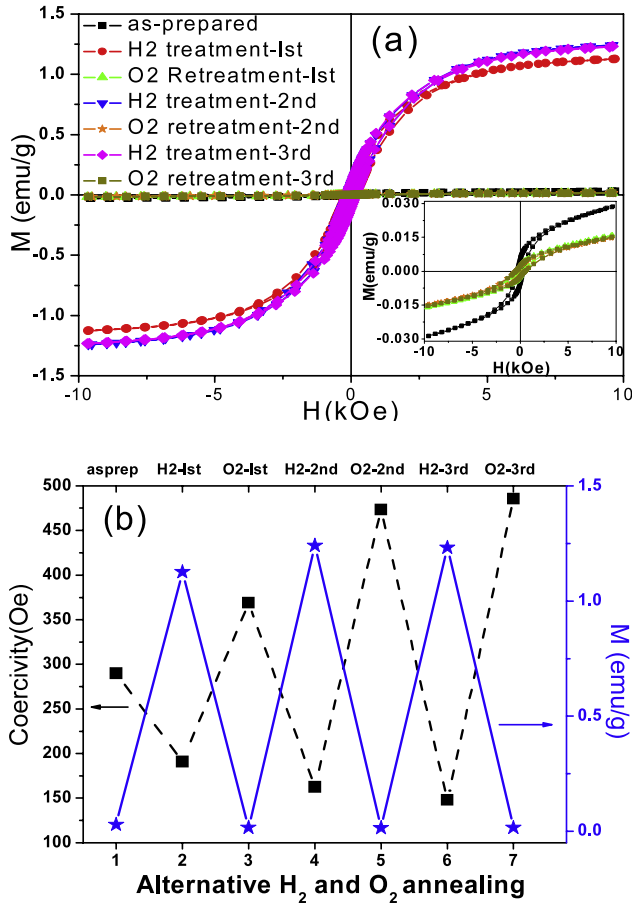 1.5
1.0
0.5
0.0
-0.5
-1.0
-1.5
M (emu/g)
as-prepared
H2 treatment-Ist
O2 Retreatment-Ist
H2 treatment-2nd
O2 retreatment-2nd
H2 treatment-3rd
O2 retreatment-3rd
(a)
0.030
0.015
0.000
-0.015
-0.030
M(emu/g)
-10 -5 0 5 10
H(kOe)
-10 -5 0 5 10
H(kOe)
asprep H2-Ist O2-Ist H2-2nd O2-2nd H2-3rd O2-3rd
(b)
500
450
400
350
300
250
200
150
100
Coercivity(Oe)
1.5
1.0
0.5
0.0
M (emu/g)
1 2 3 4 5 6 7
Alternative H₂ and O₂ annealing